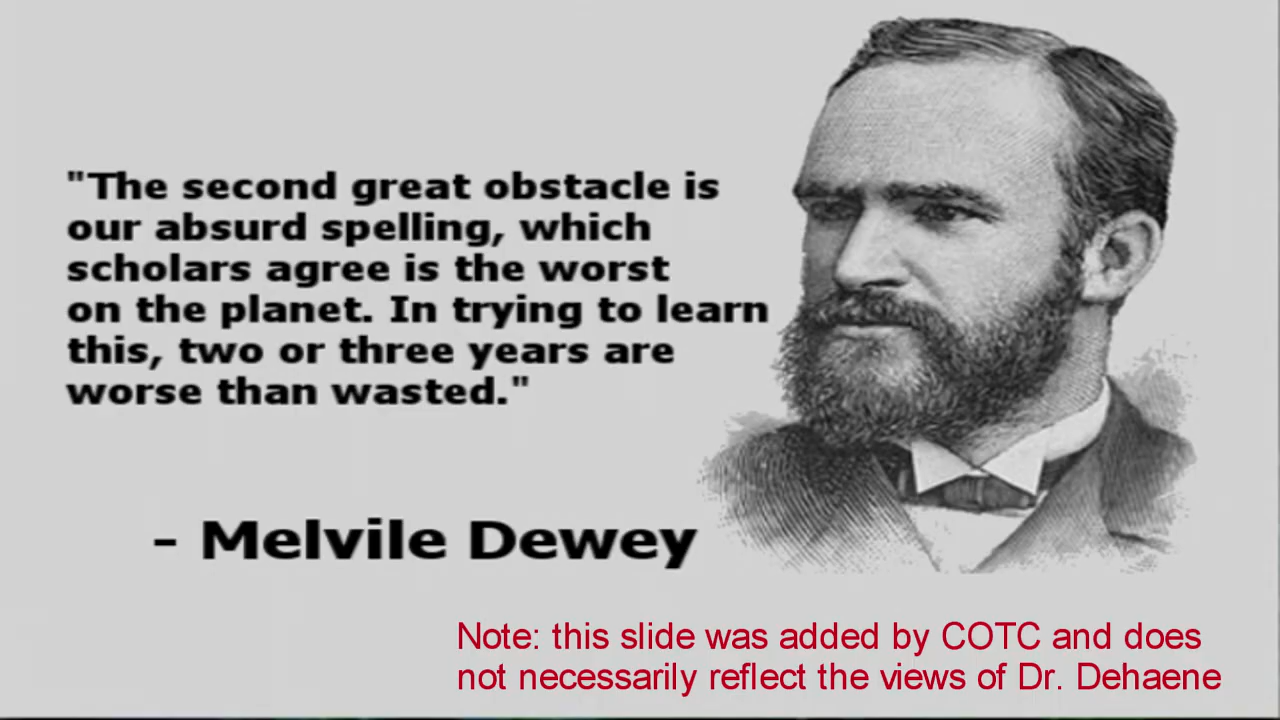 "The second great obstacle is
our absurd spelling, which
scholars agree is the worst
on the planet. In trying to learn
this, two or three years are
worse than wasted."
- Melvile Dewey
Note: this slide was added by COTC and does
not necessarily reflect the views of Dr. Dehaene